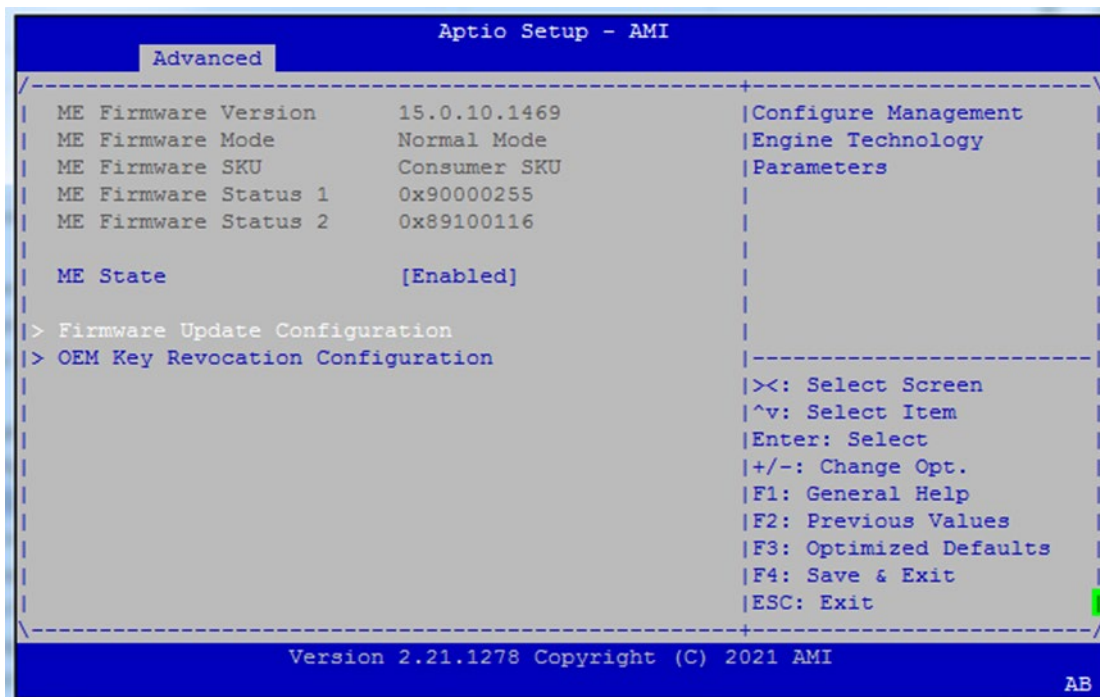 Aptio Setup - AMI
Advanced
ME Firmware Version 15.0.10.1469
ME Firmware Mode Normal Mode
ME Firmware SKU Consumer SKU
ME Firmware Status 1 0x90000255
ME Firmware Status 2 0x89100116
ME State [Enabled]
> Firmware Update Configuration
> OEM Key Revocation Configuration
Configure Management
Engine Technology
Parameters
><: Select Screen
^v: Select Item
Enter: Select
+/-: Change Opt.
F1: General Help
F2: Previous Values
F3: Optimized Defaults
F4: Save & Exit
ESC: Exit
Version 2.21.1278 Copyright (C) 2021 AMI
AB